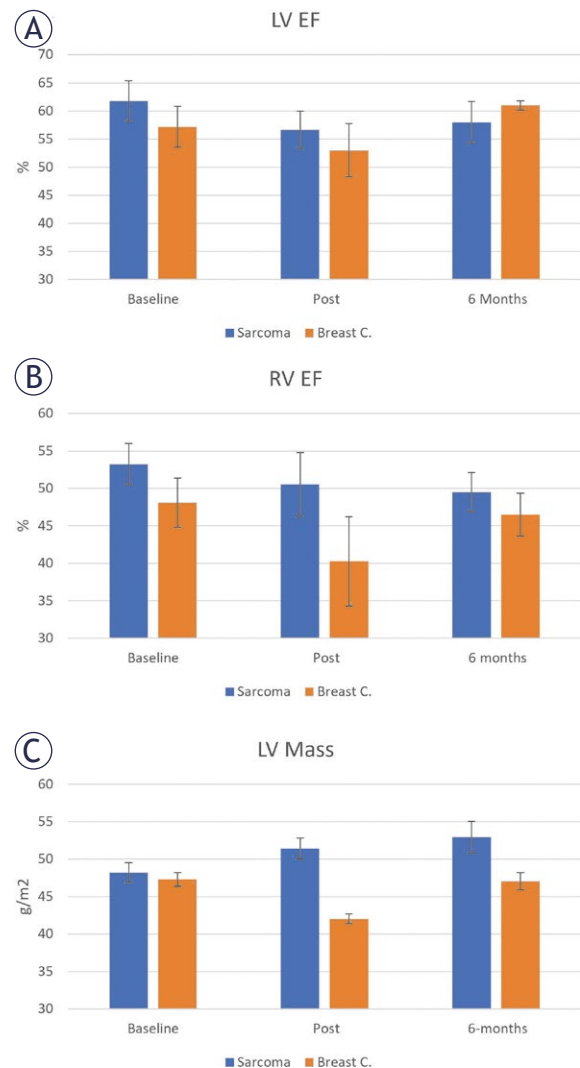 A
LV EF
70
65
60
55
50
45
40
35
30
%
Baseline Post 6 Months
Sarcoma Breast C.
B
RV EF
60
55
50
45
40
35
30
%
Baseline Post 6 months
Sarcoma Breast C.
C
LV Mass
60
55
50
45
40
35
30
g/m2
Baseline Post 6-months
Sarcoma Breast C.